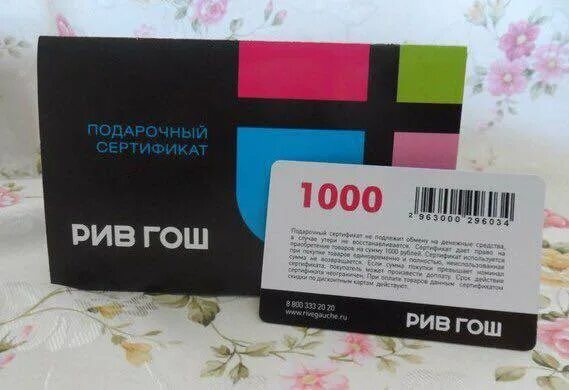 ПОДАРОЧНЫЙ
СЕРТИФИКАТ
РИВ ГОШ
1000
2 963000 296034
Подарочный сертификат не подлежит обмену на денежные средства,
в случае утери не восстанавливается. Сертификат дает право на
приобретение товаров на сумму 1000 рублей. Сертификат используется
при покупке товаров единовременно и полностью, неиспользованная
сумма не возвращается. Если сумма покупки превышает номинал
сертификата, покупатель может произвести доплату. Срок действия
сертификата неограничен. При оплате товаров данным сертификатом
скидки по дисконтным картам действуют.
8 800 333 20 20
www.rivegauche.ru
РИВ ГОШ